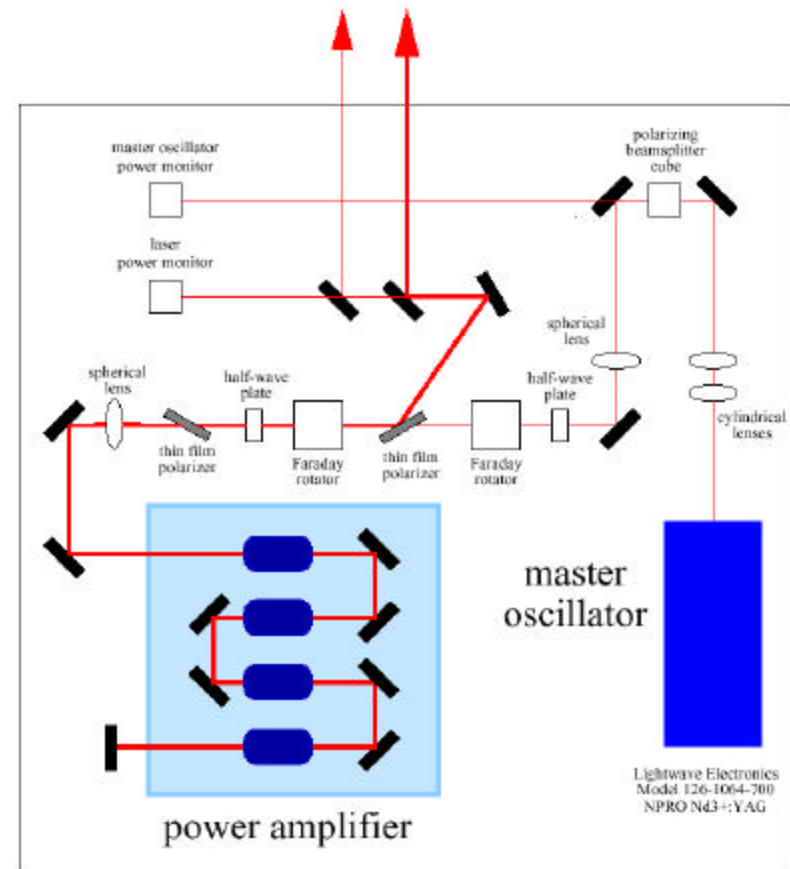 master oscillator
power monitor
polarizing
beamsplitter
cube
laser
power monitor
spherical
lens
spherical
lens
half-wave
plate
half-wave
plate
cylindrical
lenses
thin film
polarizer
Faraday
rotator
thin film
polarizer
Faraday
rotator
master
oscillator
Lightwave Electronics
Model 126-1064-700
NPRO Nd3+:YAG
power amplifier